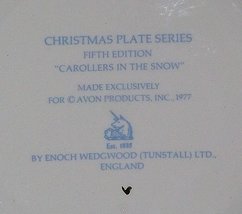 CHRISTMAS PLATE SERIES
FIFTH EDITION
"CAROLLERS IN THE SNOW"
MADE EXCLUSIVELY
FOR © AVON PRODUCTS, INC., 1977
Est. 1835
BY ENOCH WEDGWOOD (TUNSTALL) LTD.,
ENGLAND